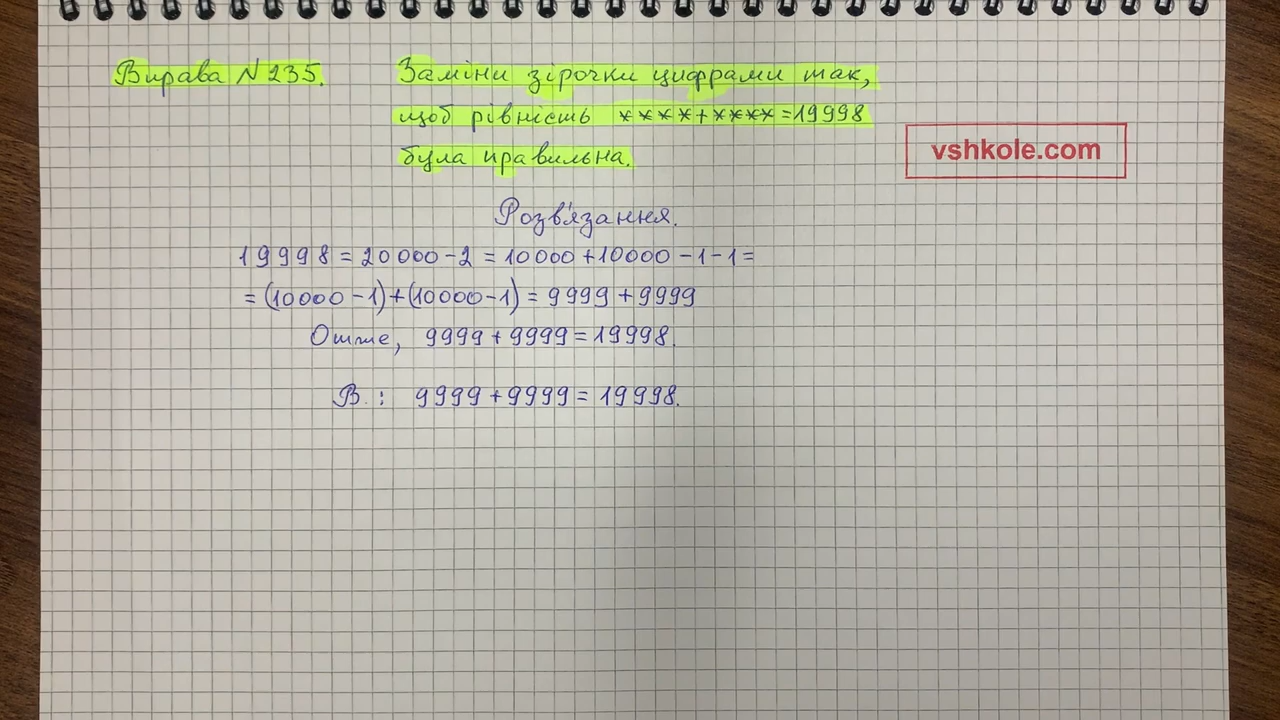 Вправа №235. Заміни зірочки цифрами так,
щоб рівність ****+****=19998
була правильна.
vshkole.com
Розв'язання.
19998 = 20000-2 = 10000+10000-1-1=
= (10000-1)+(10000-1) = 9999+9999
Отже, 9999+9999=19998.
В.: 9999+9999=19998.